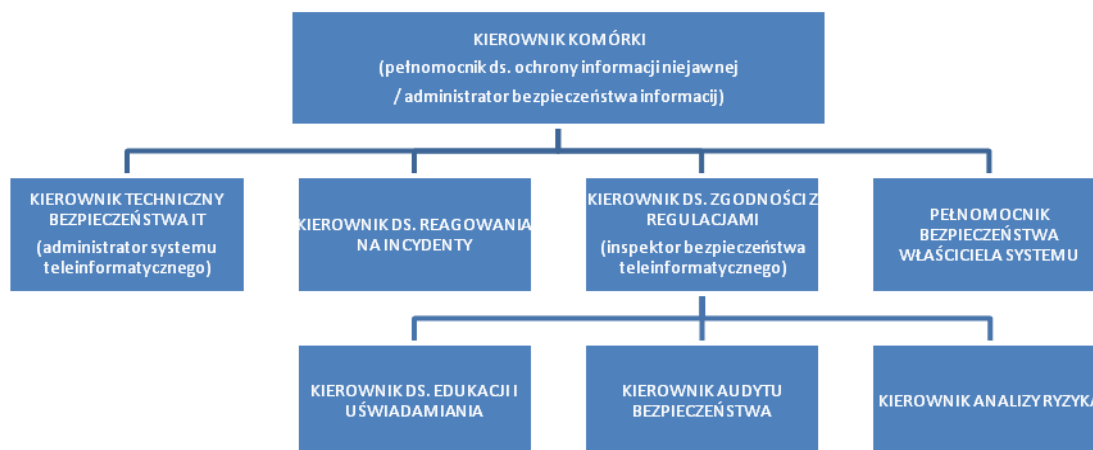 KIEROWNIK KOMÓRKI
(pełnomocnik ds. ochrony informacji niejawnej
/ administrator bezpieczeństwa informacij)
KIEROWNIK TECHNICZNY
BEZPIECZEŃSTWA IT
(administrator systemu
teleinformatycznego)
KIEROWNIK DS. REAGOWANIA
NA INCYDENTY
KIEROWNIK DS. ZGODNOŚCI Z
REGULACJAMI
(inspektor bezpieczeństwa
teleinformatycznego)
PEŁNOMOCNIK
BEZPIECZEŃSTWA
WŁAŚCICIELA SYSTEMU
KIEROWNIK DS. EDUKACJI I
UŚWIADAMIANIA
KIEROWNIK AUDYTU
BEZPIECZEŃSTWA
KIEROWNIK ANALIZY RYZYKA